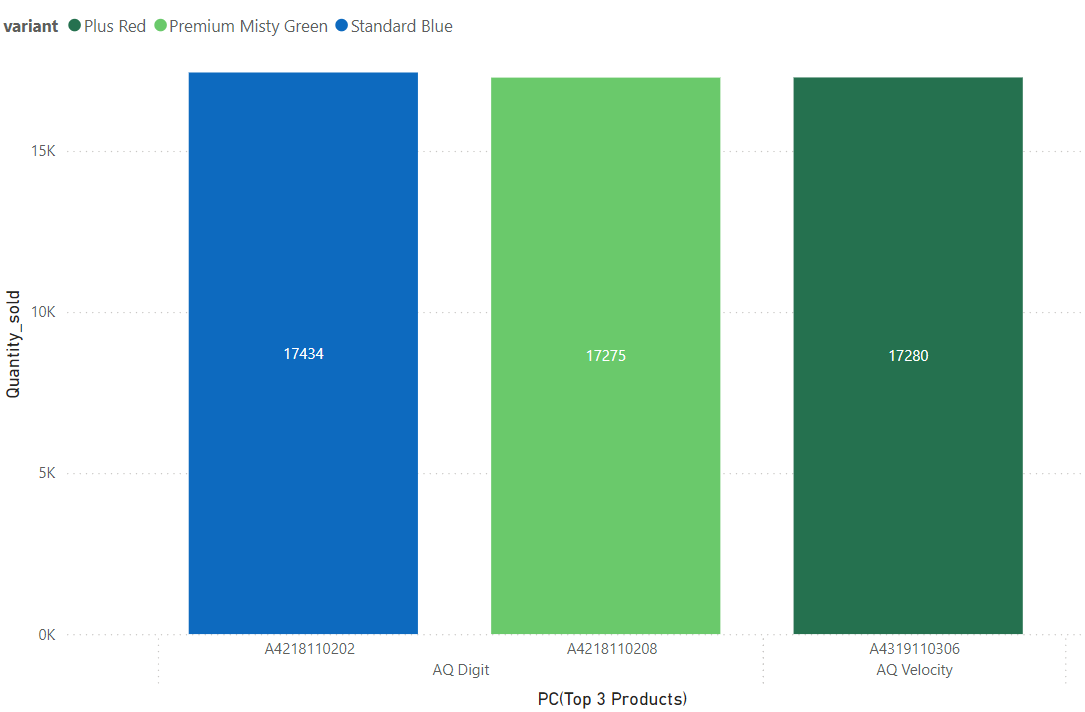 variant Plus Red Premium Misty Green Standard Blue
15K
10K
5K
0K
Quantity_sold
17434
17275
17280
A4218110202 A4218110208 A4319110306
AQ Digit AQ Velocity
PC(Top 3 Products)